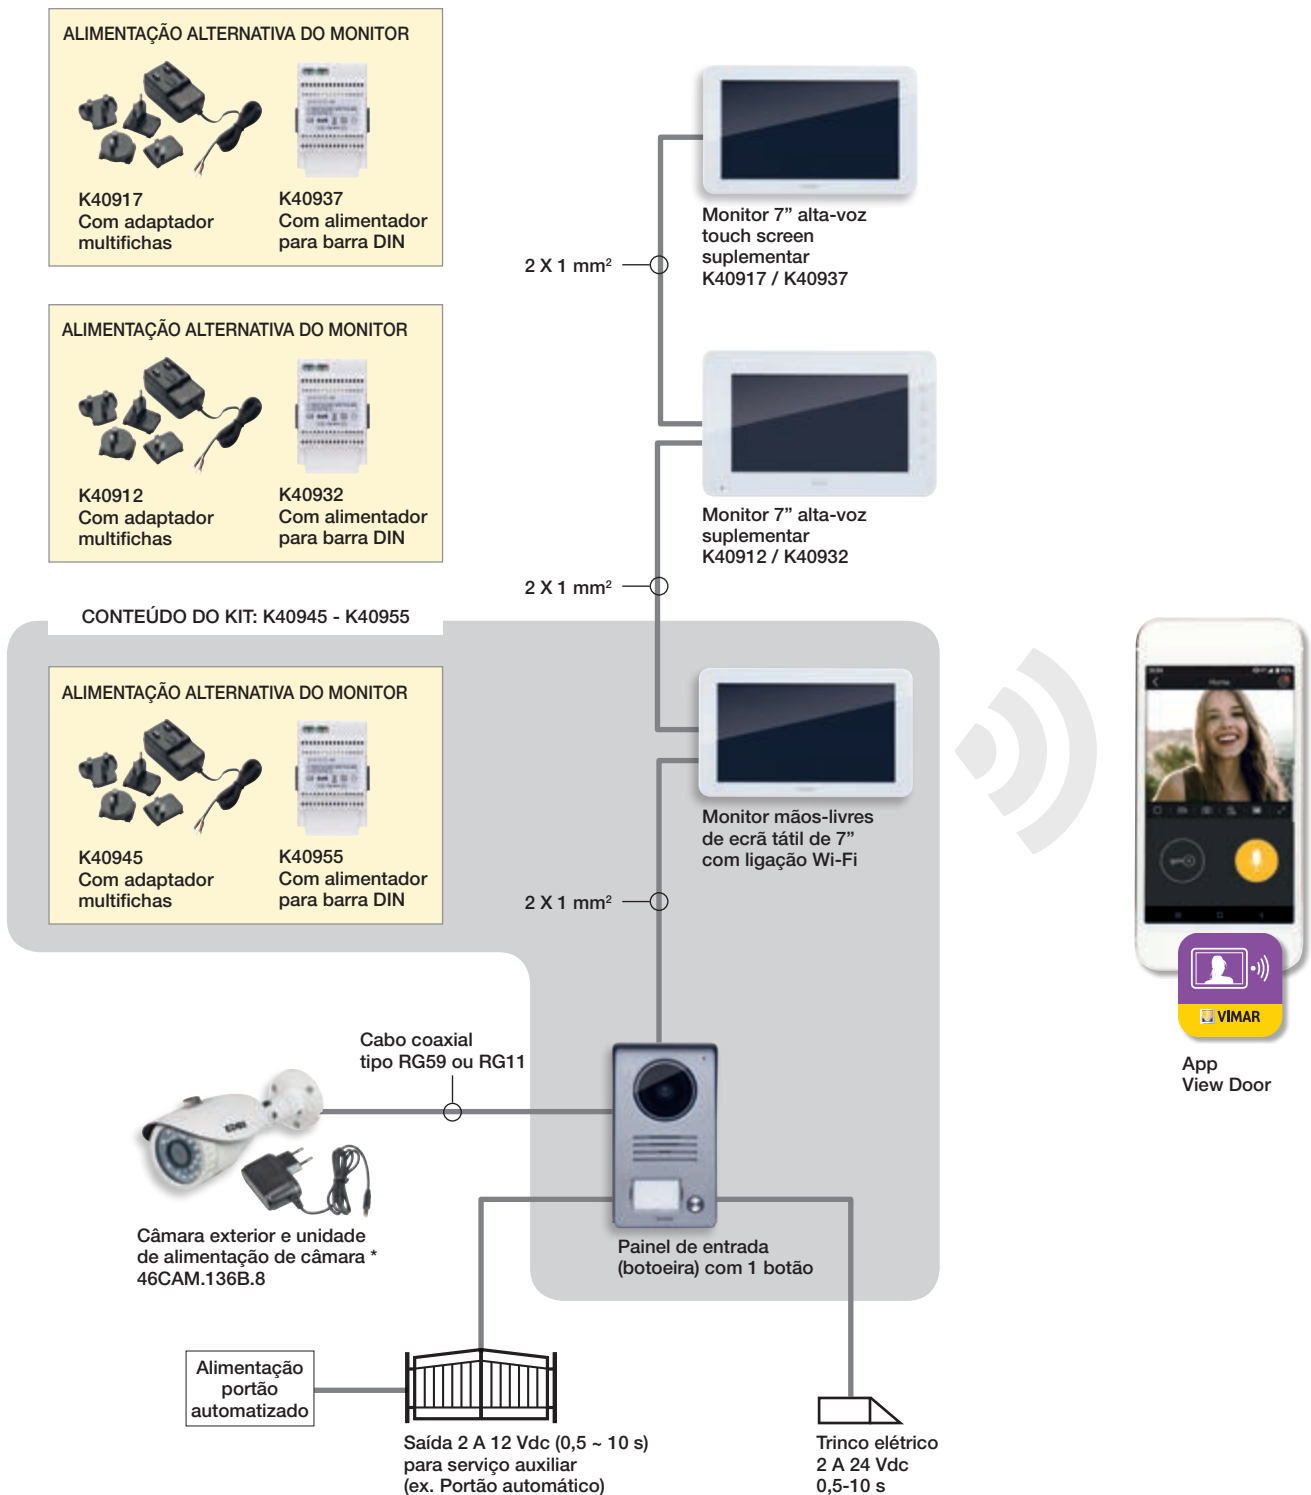 ALIMENTAÇÃO ALTERNATIVA DO MONITOR
K40917
Com adaptador
multifichas
K40937
Com alimentador
para barra DIN
Monitor 7” alta-voz
touch screen
suplementar
K40917 / K40937
2 X 1 mm²
ALIMENTAÇÃO ALTERNATIVA DO MONITOR
K40912
Com adaptador
multifichas
K40932
Com alimentador
para barra DIN
Monitor 7” alta-voz
suplementar
K40912 / K40932
2 X 1 mm²
CONTEÚDO DO KIT: K40945 - K40955
ALIMENTAÇÃO ALTERNATIVA DO MONITOR
K40945
Com adaptador
multifichas
K40955
Com alimentador
para barra DIN
Monitor mãos-livres
de ecrã tátil de 7”
com ligação Wi-Fi
2 X 1 mm²
Home
VIMAR
App
View Door
Cabo coaxial
tipo RG59 ou RG11
Câmara exterior e unidade
de alimentação de câmara *
46CAM.136B.8
Painel de entrada
(botoeira) com 1 botão
Alimentação
portão
automatizado
Saída 2 A 12 Vdc (0,5 ~ 10 s)
para serviço auxiliar
(ex. Portão automático)
Trinco elétrico
2 A 24 Vdc
0,5-10 s